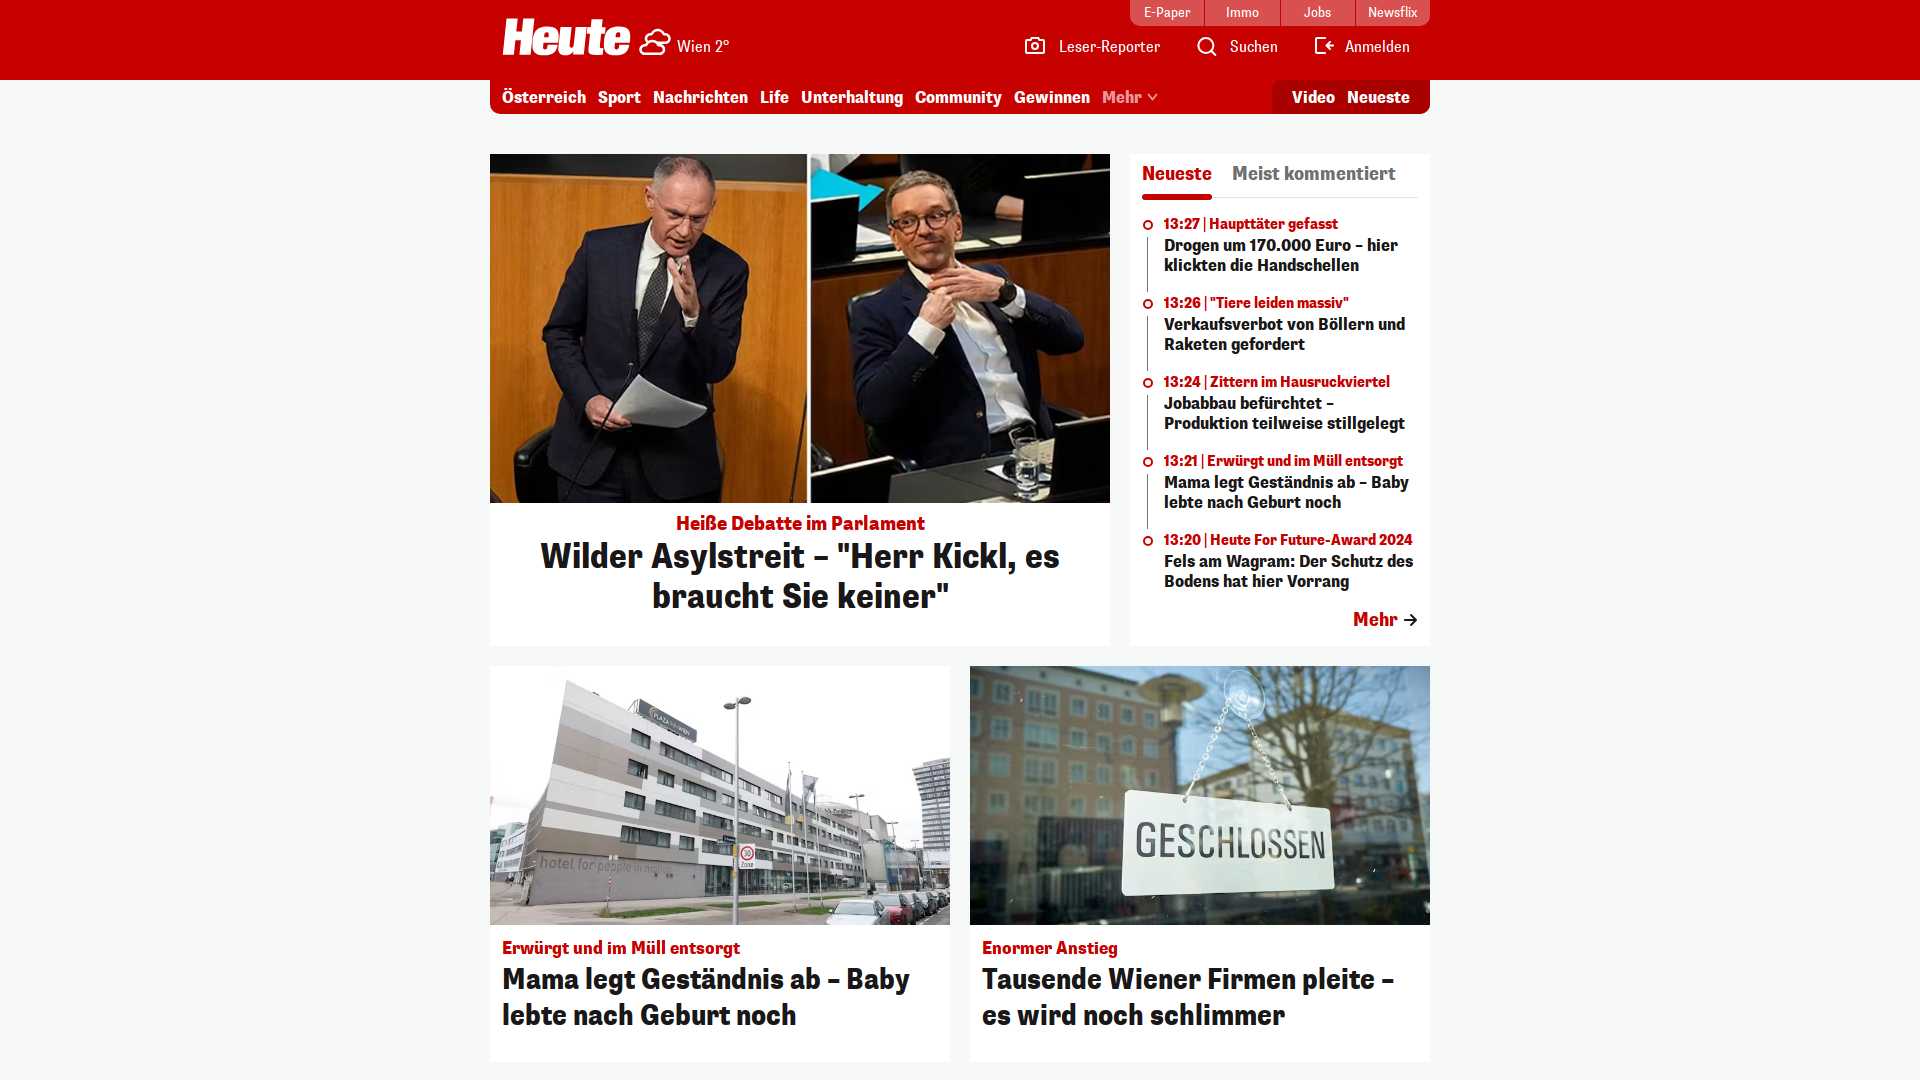 E-Paper
Immo
Jobs
Newsflix
Heute
Wien 2°
Leser-Reporter
Suchen
Anmelden
Österreich
Sport
Nachrichten
Life
Unterhaltung
Community
Gewinnen
Mehr
Video
Neueste
Heiße Debatte im Parlament
Wilder Asylstreit – "Herr Kickl, es
braucht Sie keiner"
Neueste
Meist kommentiert
13:27 | Haupttäter gefasst
Drogen um 170.000 Euro – hier
klickten die Handschellen
13:26 | "Tiere leiden massiv"
Verkaufsverbot von Böllern und
Raketen gefordert
13:24 | Zittern im Hausruckviertel
Jobabbau befürchtet –
Produktion teilweise stillgelegt
13:21 | Erwürgt und im Müll entsorgt
Mama legt Geständnis ab – Baby
lebte nach Geburt noch
13:20 | Heute For Future-Award 2024
Fels am Wagram: Der Schutz des
Bodens hat hier Vorrang
Mehr
PLAZA
hotel for people in
30
Zone
Erwürgt und im Müll entsorgt
Mama legt Geständnis ab – Baby
lebte nach Geburt noch
GESCHLOSSEN
Enormer Anstieg
Tausende Wiener Firmen pleite –
es wird noch schlimmer